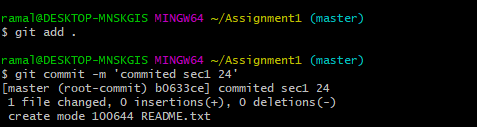 ramal@DESKTOP-MNSKGIS MINGW64 ~/Assignment1 (master)
$ git add .
ramal@DESKTOP-MNSKGIS MINGW64 ~/Assignment1 (master)
$ git commit -m 'commited sec1 24'
[master (root-commit) b0633ce] commited sec1 24
 1 file changed, 0 insertions(+), 0 deletions(-)
 create mode 100644 README.txt